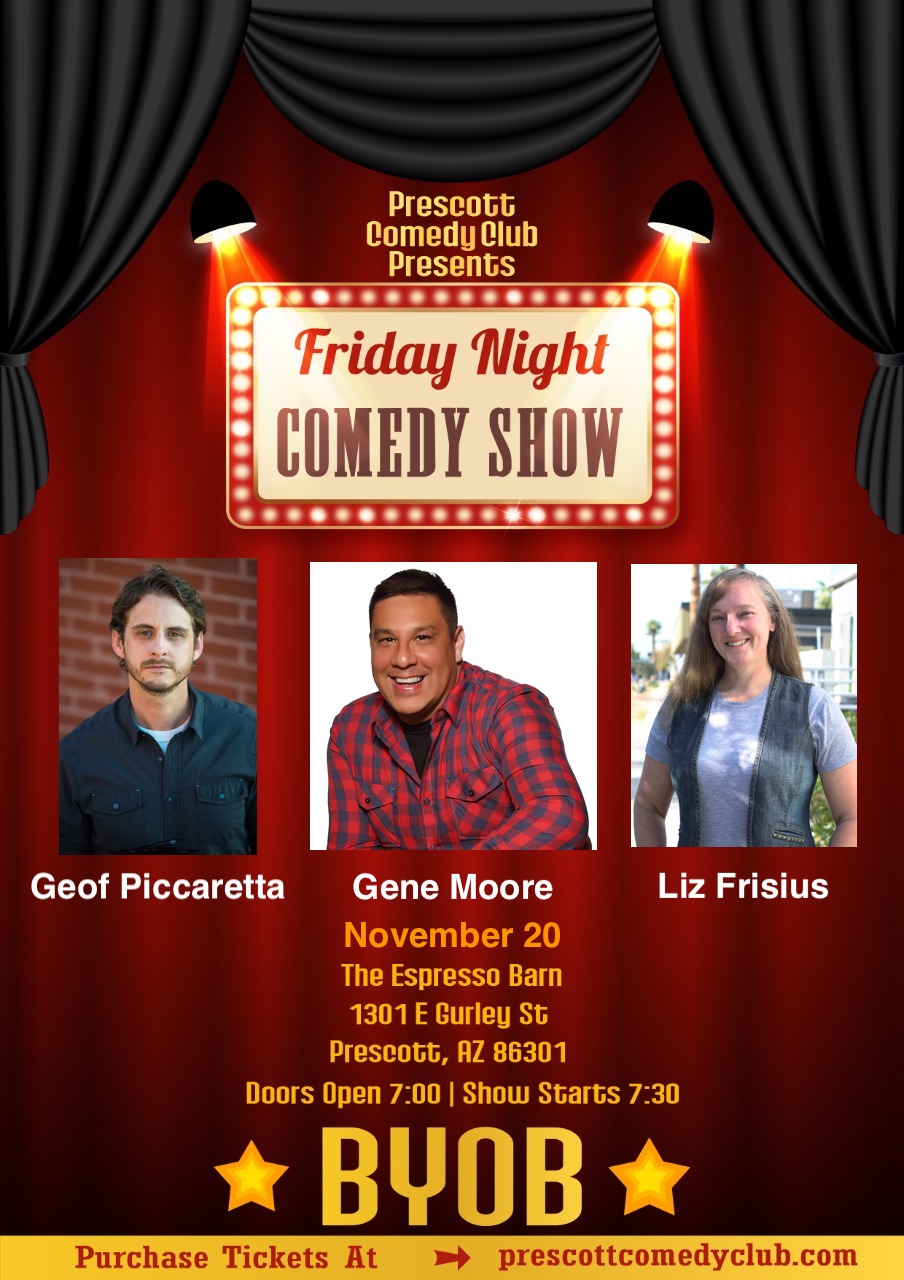 Prescott
Comedy Club
Presents
Friday Night
COMEDY SHOW
Geof Piccaretta
Gene Moore
Liz Frisius
November 20
The Espresso Barn
1301 E Gurley St
Prescott, AZ 86301
Doors Open 7:00 | Show Starts 7:30
BYOB
Purchase Tickets At prescottcomedyclub.com